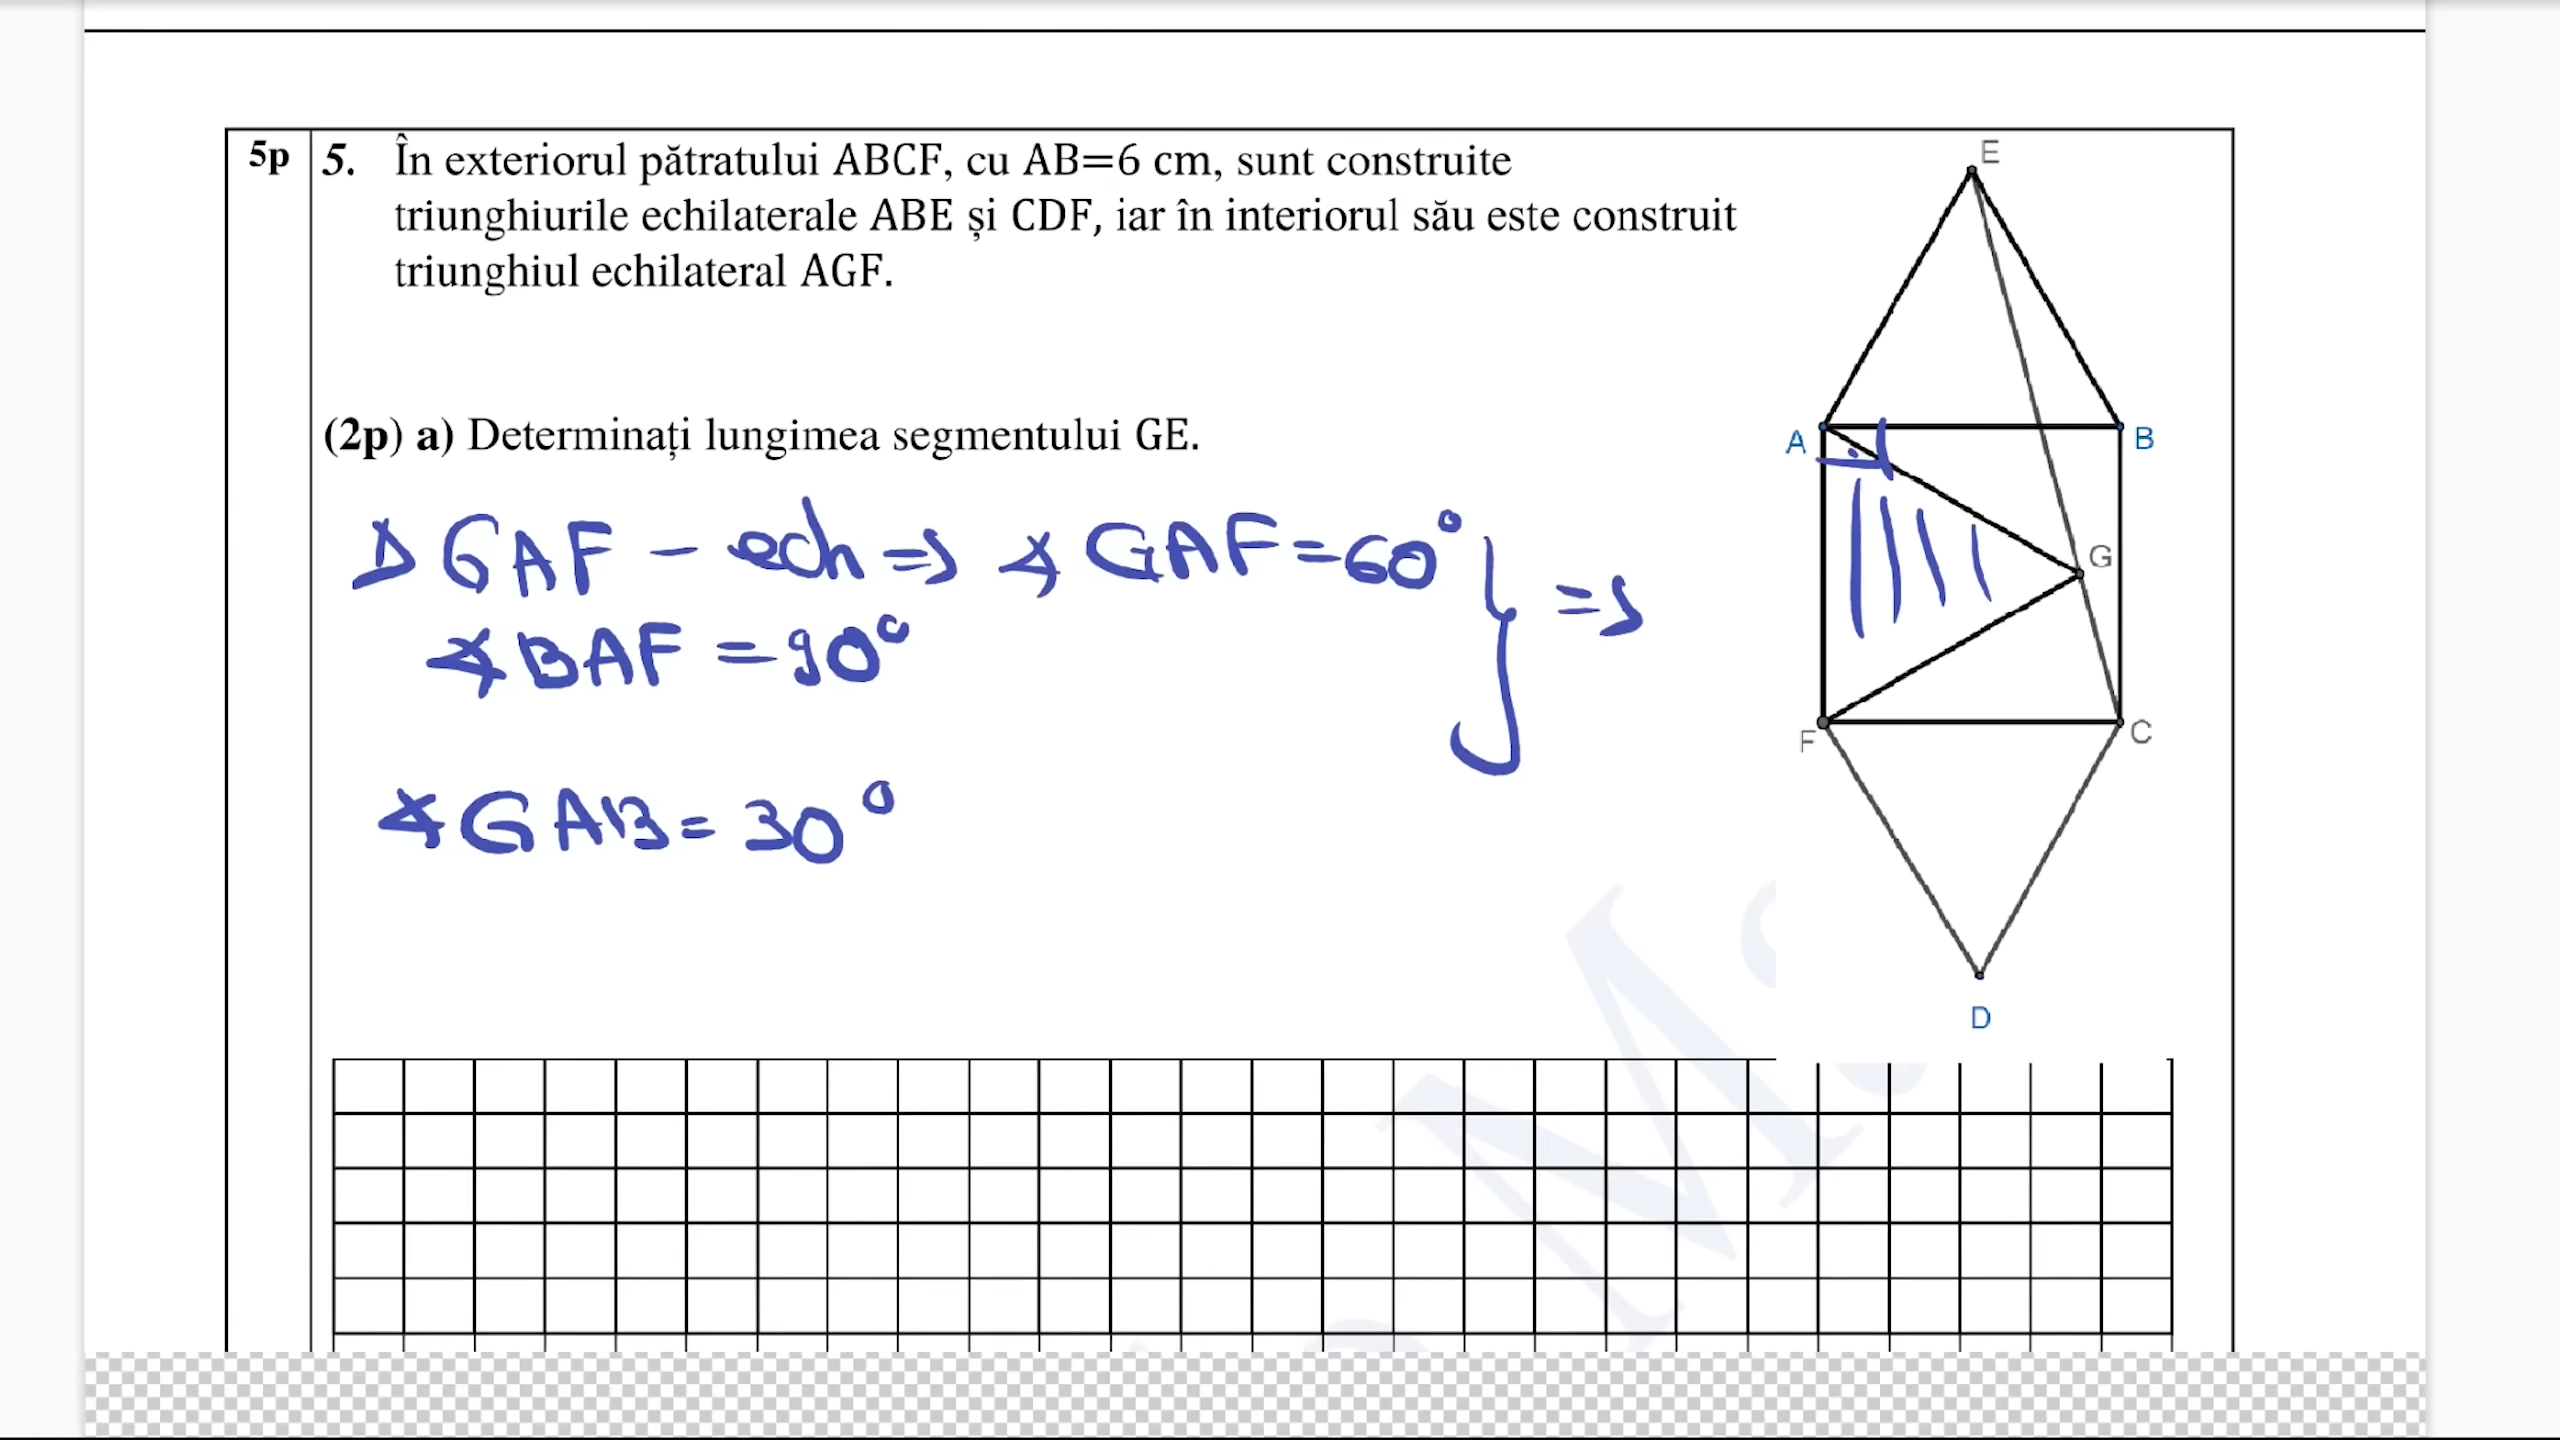 5p 5. În exteriorul pătratului ABCF, cu AB=6 cm, sunt construite
triunghiurile echilaterale ABE și CDF, iar în interiorul său este construit
triunghiul echilateral AGF.
(2p) a) Determinați lungimea segmentului GE.
Δ GAF - ech => ∢ GAF = 60° } =>
∢ BAF = 90°
∢ GAB = 30°
E
A
B
G
F
C
D